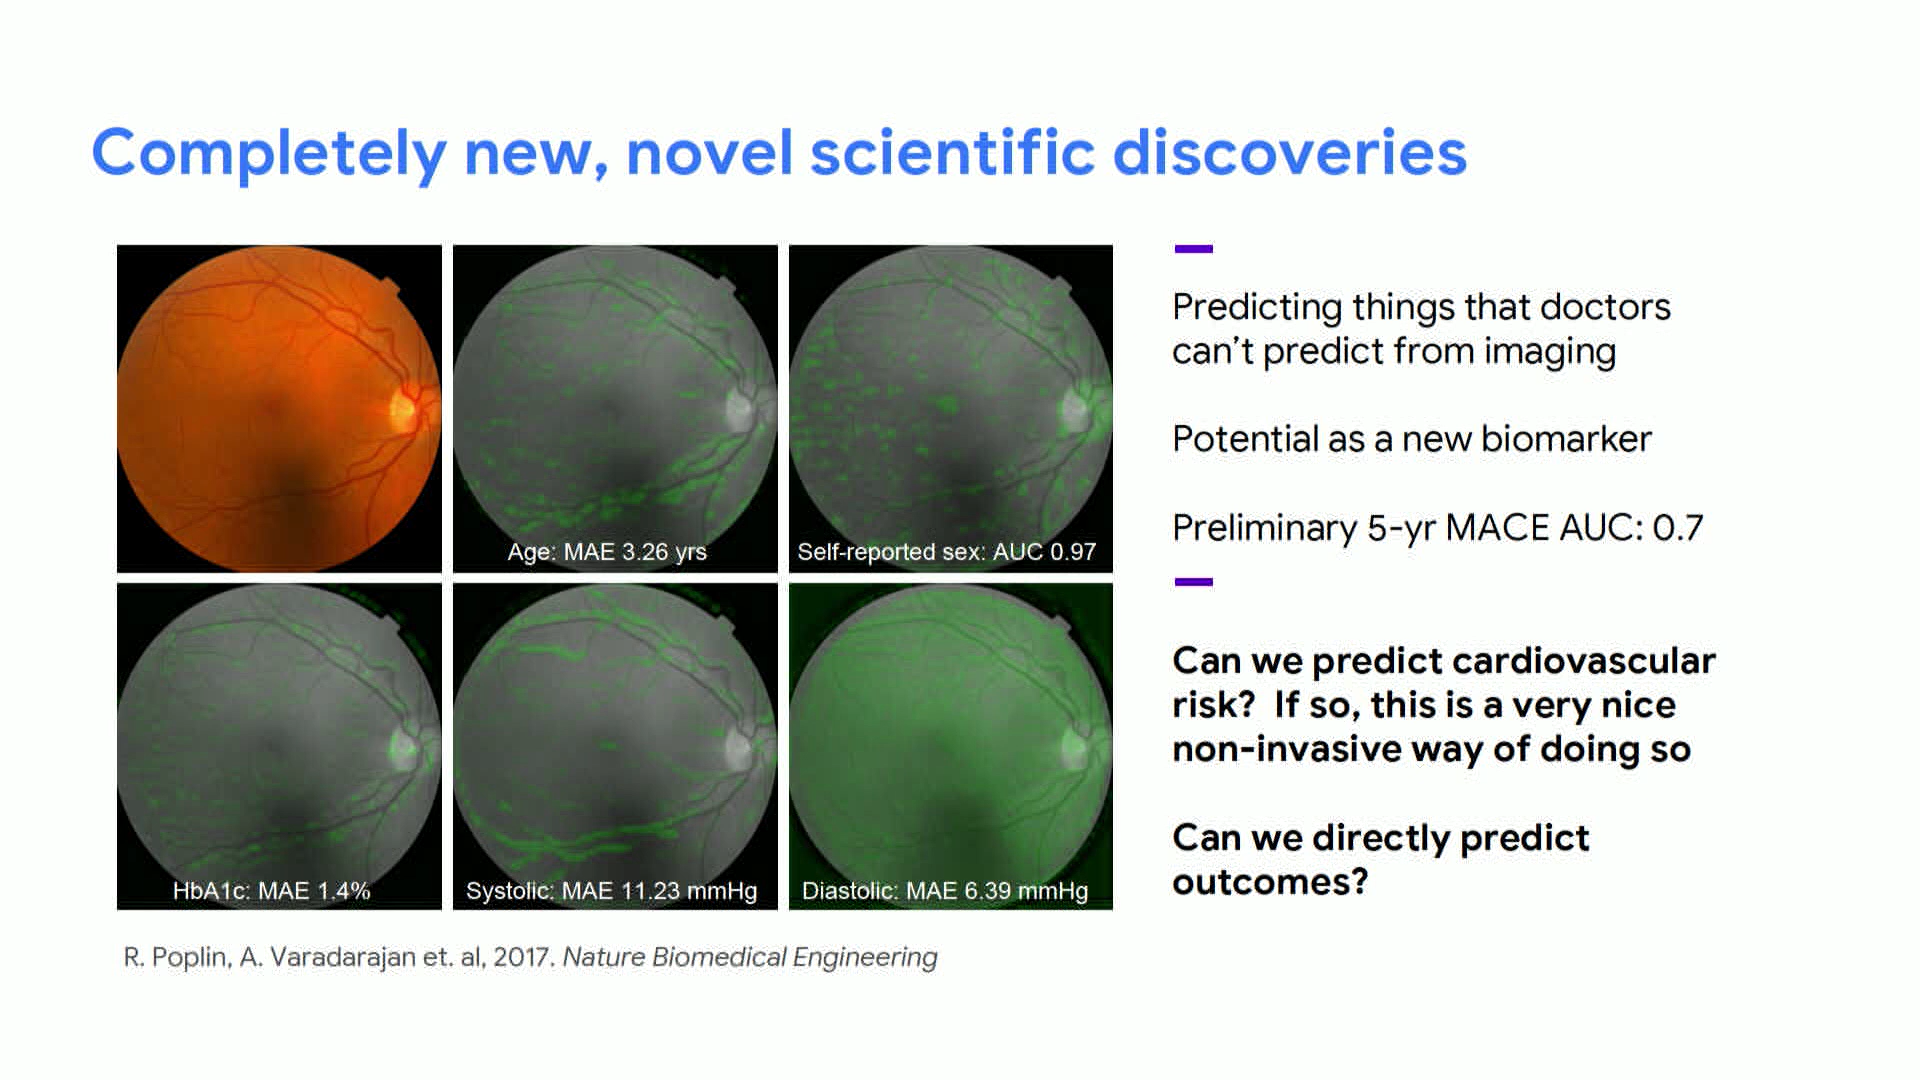 Completely new, novel scientific discoveries
Age: MAE 3.26 yrs
Self-reported sex: AUC 0.97
HbA1c: MAE 1.4%
Systolic: MAE 11.23 mmHg
Diastolic: MAE 6.39 mmHg
R. Poplin, A. Varadarajan et. al, 2017. Nature Biomedical Engineering
Predicting things that doctors
can't predict from imaging
Potential as a new biomarker
Preliminary 5-yr MACE AUC: 0.7
Can we predict cardiovascular
risk?  If so, this is a very nice
non-invasive way of doing so
Can we directly predict
outcomes?